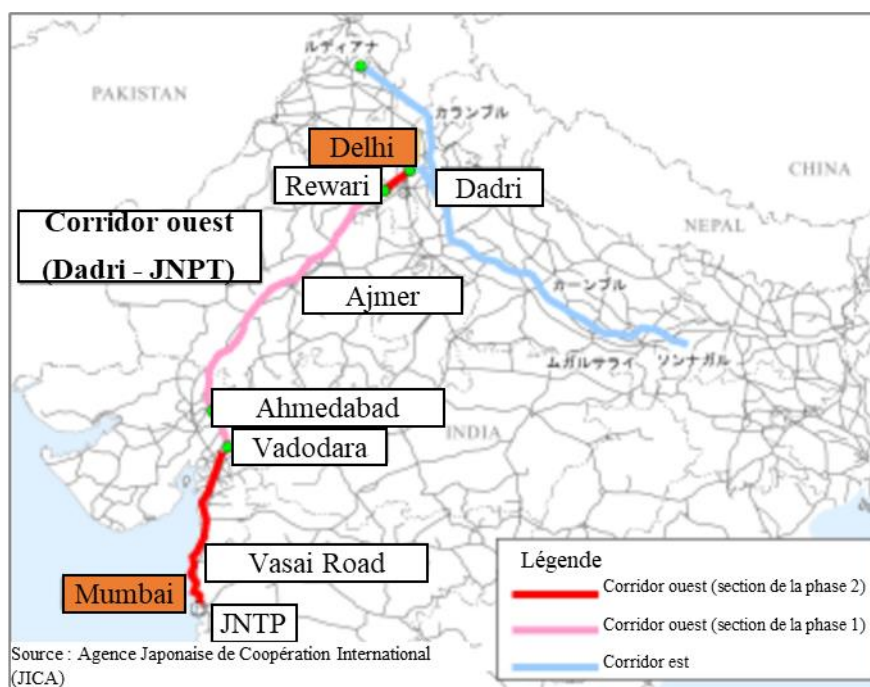 ルディアナ
PAKISTAN
カランプル
Delhi
CHINA
Rewari
Dadri
NEPAL
Corridor ouest
(Dadri - JNPT)
カーンプル
Ajmer
ムガルサライ
ソンナガル
Ahmedabad
INDIA
Vadodara
Légende
Vasai Road
Corridor ouest (section de la phase 2)
Mumbai
JNTP
Corridor ouest (section de la phase 1)
Source : Agence Japonaise de Coopération International
(JICA)
Corridor est